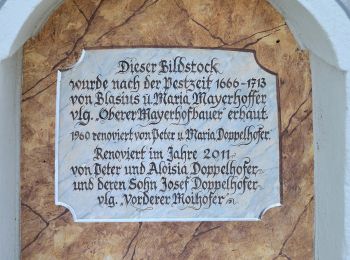 Dieser Bildstock
wurde nach der Pestzeit 1666-1713
von Blasius u. Maria Mayerhoffer
vlg. „Oberer Mayerhofbauer" erbaut.
1960 renoviert von Peter u. Maria Doppelhofer.
Renoviert im Jahre 2011
von Peter und Aloisia Doppelhofer
und deren Sohn Josef Doppelhofer
vlg. „Vorderer Moihofer"